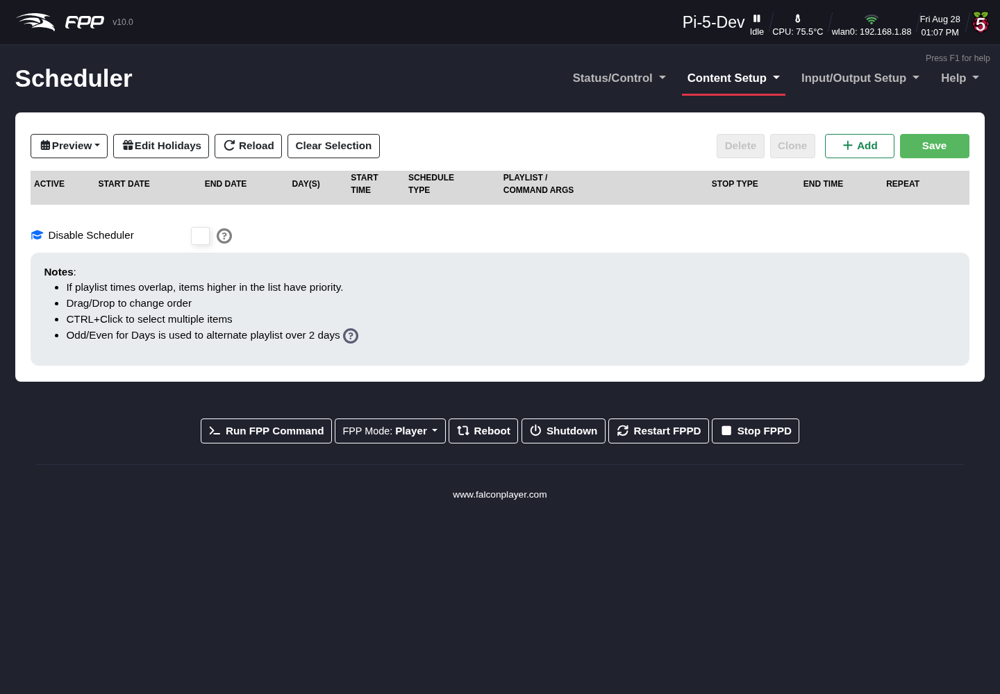 FPP v10.0
Pi-5-Dev
Idle
CPU: 75.5°C
wlan0: 192.168.1.88
Fri Aug 28
01:07 PM
5
Press F1 for help
Scheduler
Status/Control
Content Setup
Input/Output Setup
Help
Preview
Edit Holidays
Reload
Clear Selection
Delete
Clone
Add
Save
ACTIVE
START DATE
END DATE
DAY(S)
START
TIME
SCHEDULE
TYPE
PLAYLIST /
COMMAND ARGS
STOP TYPE
END TIME
REPEAT
Disable Scheduler
Notes:
If playlist times overlap, items higher in the list have priority.
Drag/Drop to change order
CTRL+Click to select multiple items
Odd/Even for Days is used to alternate playlist over 2 days
Run FPP Command
FPP Mode: Player
Reboot
Shutdown
Restart FPPD
Stop FPPD
www.falconplayer.com